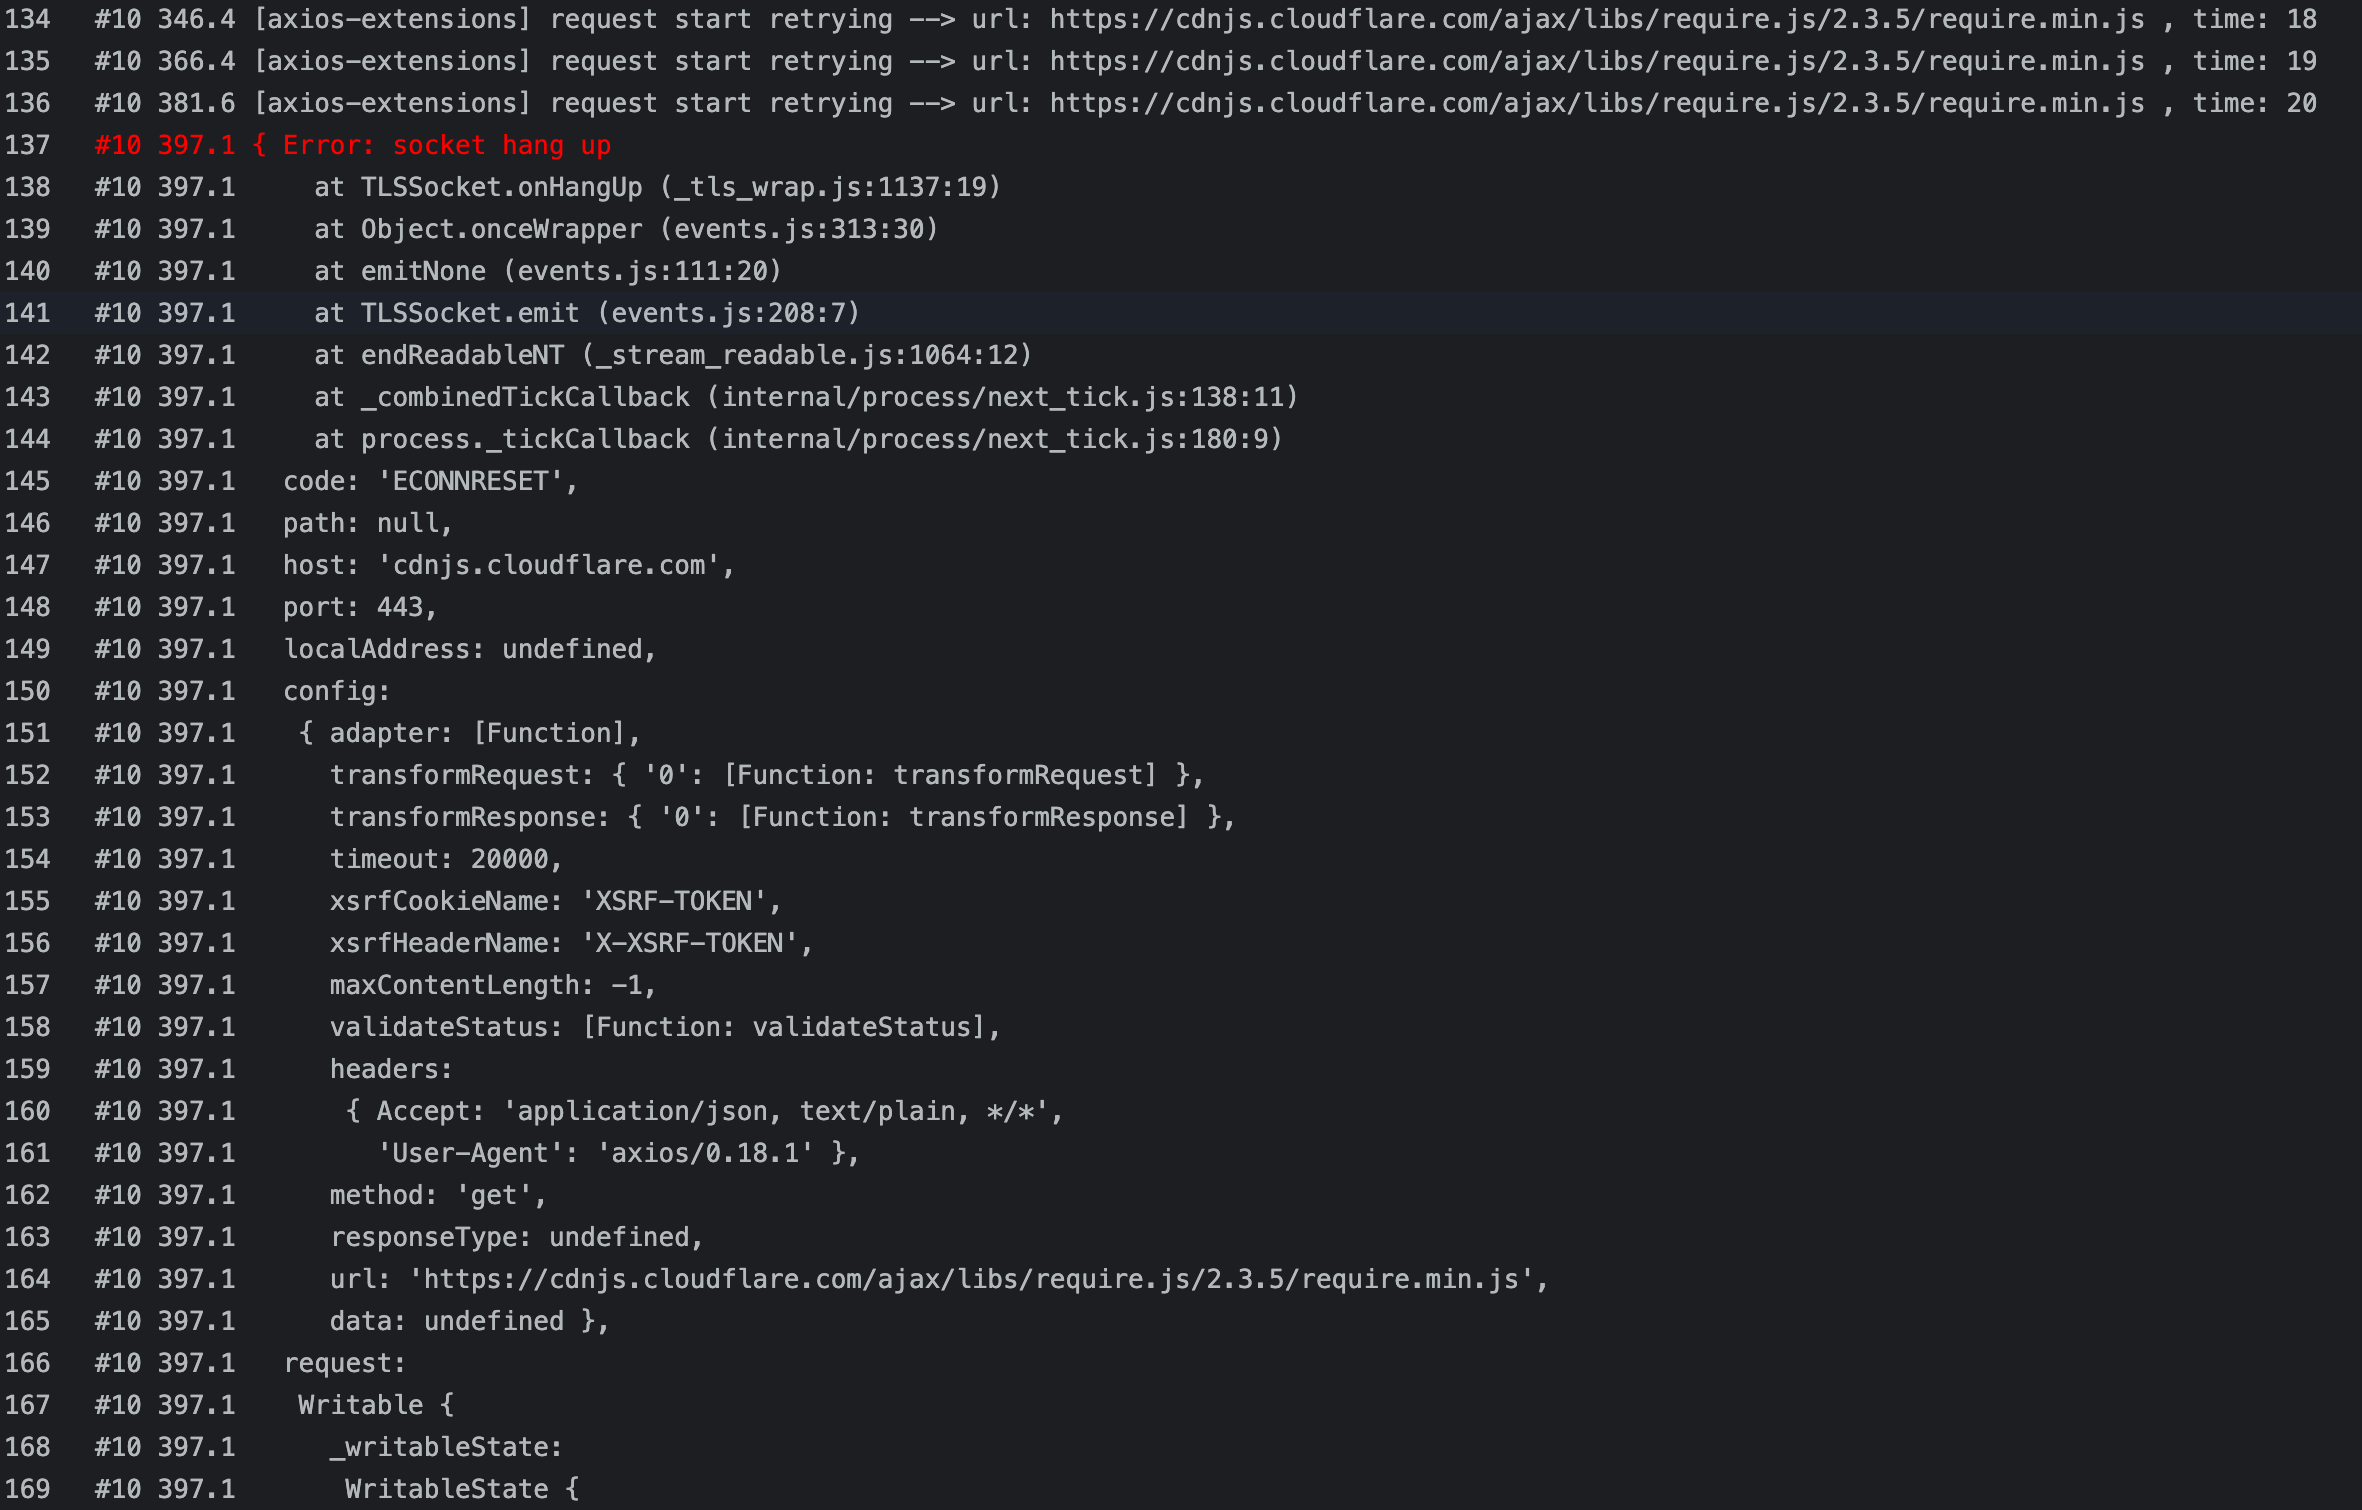 134 #10 346.4 [axios-extensions] request start retrying --> url: https://cdnjs.cloudflare.com/ajax/libs/require.js/2.3.5/require.min.js , time: 18
135 #10 366.4 [axios-extensions] request start retrying --> url: https://cdnjs.cloudflare.com/ajax/libs/require.js/2.3.5/require.min.js , time: 19
136 #10 381.6 [axios-extensions] request start retrying --> url: https://cdnjs.cloudflare.com/ajax/libs/require.js/2.3.5/require.min.js , time: 20
137 #10 397.1 { Error: socket hang up
138 #10 397.1     at TLSSocket.onHangUp (_tls_wrap.js:1137:19)
139 #10 397.1     at Object.onceWrapper (events.js:313:30)
140 #10 397.1     at emitNone (events.js:111:20)
141 #10 397.1     at TLSSocket.emit (events.js:208:7)
142 #10 397.1     at endReadableNT (_stream_readable.js:1064:12)
143 #10 397.1     at _combinedTickCallback (internal/process/next_tick.js:138:11)
144 #10 397.1     at process._tickCallback (internal/process/next_tick.js:180:9)
145 #10 397.1   code: 'ECONNRESET',
146 #10 397.1   path: null,
147 #10 397.1   host: 'cdnjs.cloudflare.com',
148 #10 397.1   port: 443,
149 #10 397.1   localAddress: undefined,
150 #10 397.1   config:
151 #10 397.1    { adapter: [Function],
152 #10 397.1      transformRequest: { '0': [Function: transformRequest] },
153 #10 397.1      transformResponse: { '0': [Function: transformResponse] },
154 #10 397.1      timeout: 20000,
155 #10 397.1      xsrfCookieName: 'XSRF-TOKEN',
156 #10 397.1      xsrfHeaderName: 'X-XSRF-TOKEN',
157 #10 397.1      maxContentLength: -1,
158 #10 397.1      validateStatus: [Function: validateStatus],
159 #10 397.1      headers:
160 #10 397.1       { Accept: 'application/json, text/plain, */*',
161 #10 397.1         'User-Agent': 'axios/0.18.1' },
162 #10 397.1      method: 'get',
163 #10 397.1      responseType: undefined,
164 #10 397.1      url: 'https://cdnjs.cloudflare.com/ajax/libs/require.js/2.3.5/require.min.js',
165 #10 397.1      data: undefined },
166 #10 397.1   request:
167 #10 397.1    Writable {
168 #10 397.1      _writableState:
169 #10 397.1       WritableState {